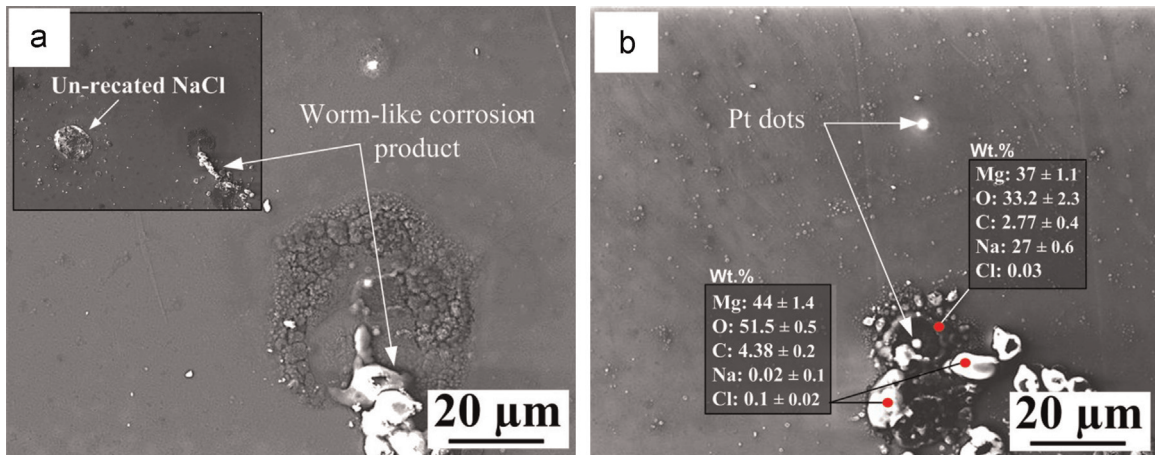 a
Un-recated NaCl
Worm-like corrosion
product
20 µm
b
Pt dots
Wt.%
Mg: 37 ± 1.1
O: 33.2 ± 2.3
C: 2.77 ± 0.4
Na: 27 ± 0.6
Cl: 0.03
Wt.%
Mg: 44 ± 1.4
O: 51.5 ± 0.5
C: 4.38 ± 0.2
Na: 0.02 ± 0.1
Cl: 0.1 ± 0.02
20 µm